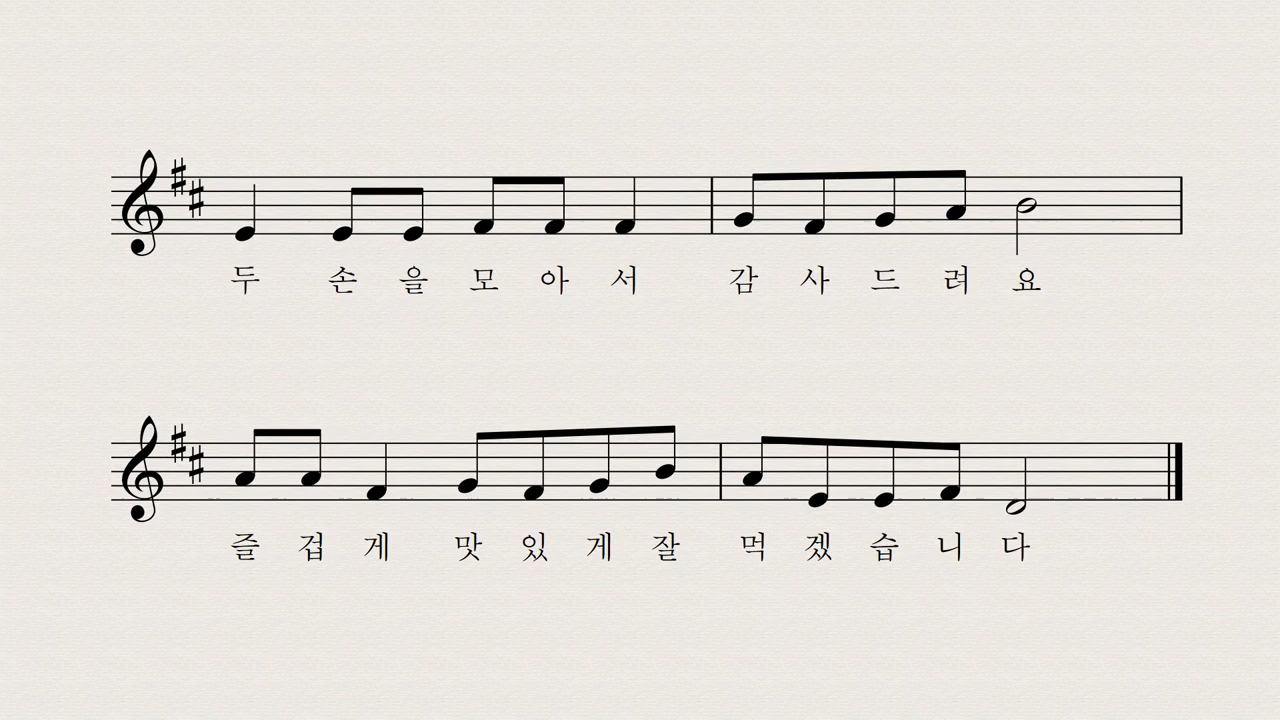 두 손 을 모 아 서 감 사 드 려 요
즐 겁 게 맛 있 게 잘 먹 겠 습 니 다